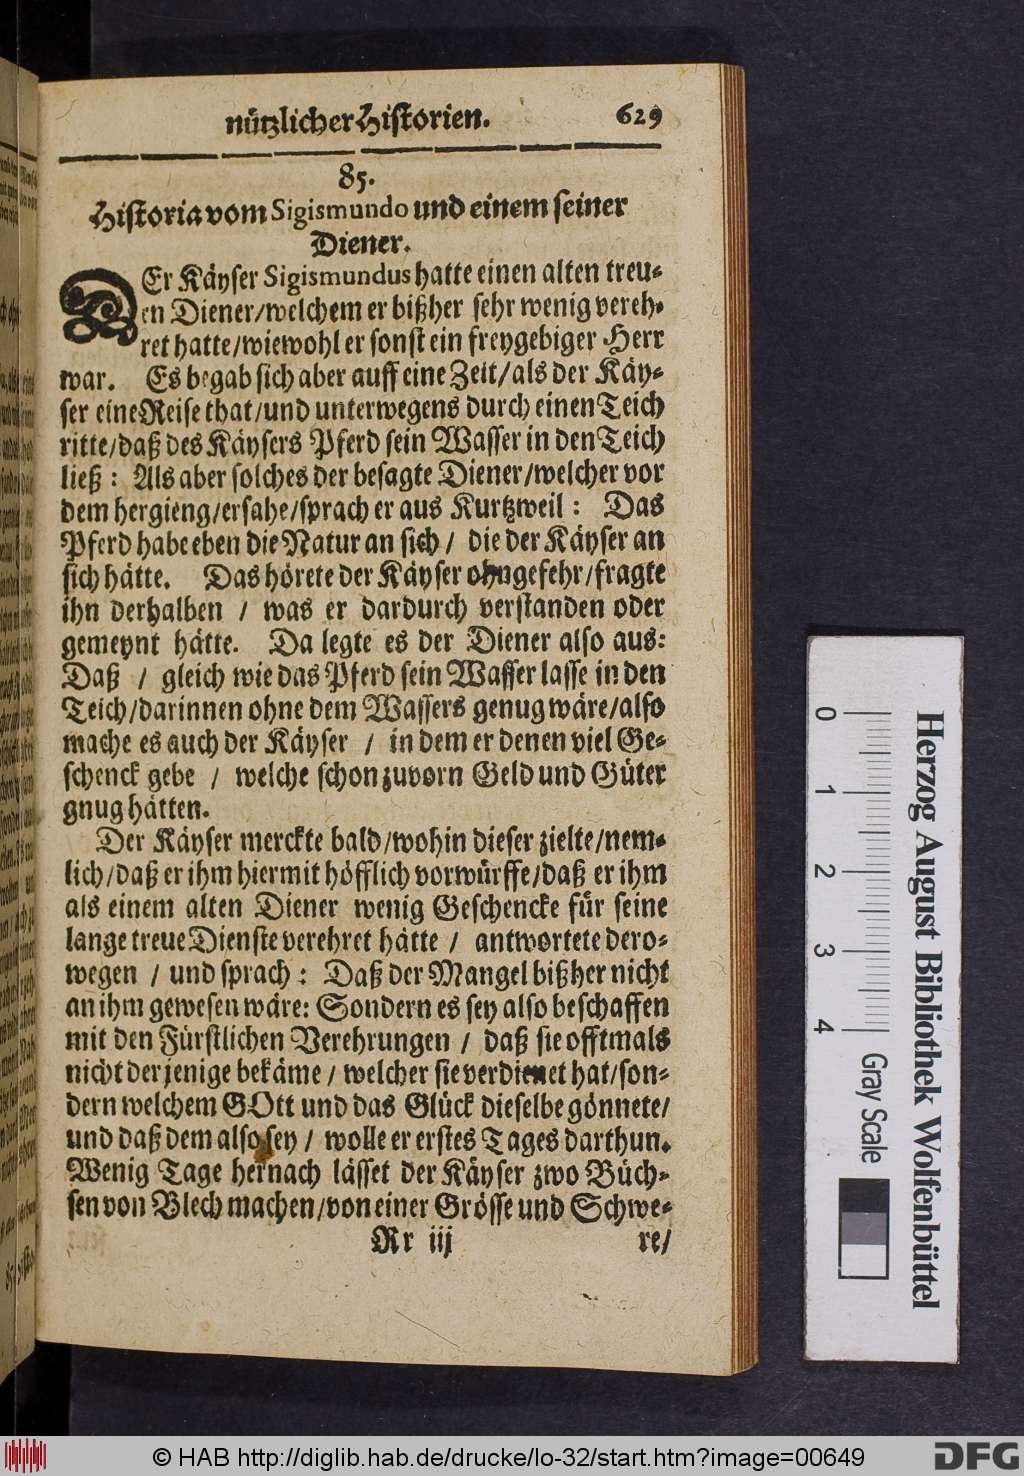 nützlicher Historien. 629
85.
Historia vom Sigismundo und einem seiner
Diener.
DEr Käyser Sigismundus hatte einen alten treu-
en Diener/welchem er bißher sehr wenig vereh-
ret hatte/wiewohl er sonst ein freygebiger Herr
war. Es begab sich aber auff eine Zeit/als der Käy-
ser eine Reise that/und unterwegens durch einen Teich
ritte/daß des Käysers Pferd sein Wasser in den Teich
ließ: Als aber solches der besagte Diener/welcher vor
dem hergieng/ersahe/sprach er aus Kurtzweil: Das
Pferd habe eben die Natur an sich/ die der Käyser an
sich hätte. Das hörete der Käyser ohngefehr/fragte
ihn derhalben / was er dardurch verstanden oder
gemeynt hätte. Da legte es der Diener also aus:
Daß / gleich wie das Pferd sein Wasser lasse in den
Teich/darinnen ohne dem Wassers genug wäre/also
mache es auch der Käyser / in dem er denen viel Ge-
schenck gebe / welche schon zuvorn Geld und Güter
gnug hätten.
Der Käyser merckte bald/wohin dieser zielte/nem-
lich/daß er ihm hiermit höfflich vorwürffe/daß er ihm
als einem alten Diener wenig Geschencke für seine
lange treue Dienste verehret hätte / antwortete dero-
wegen / und sprach: Daß der Mangel bißher nicht
an ihm gewesen wäre: Sondern es sey also beschaffen
mit den Fürstlichen Verehrungen / daß sie offtmals
nicht derjenige bekäme / welcher sie verdienet hat/son-
dern welchem GOtt und das Glück dieselbe gönnete/
und daß dem also sey / wolle er erstes Tages darthun.
Wenig Tage hernach lässet der Käyser zwo Büch-
sen von Blech machen/von einer Grösse und Schwe-
Rr iij re/
Herzog August Bibliothek Wolfenbüttel
0 1 2 3 4 Gray Scale
© HAB http://diglib.hab.de/drucke/lo-32/start.htm?image=00649
DFG